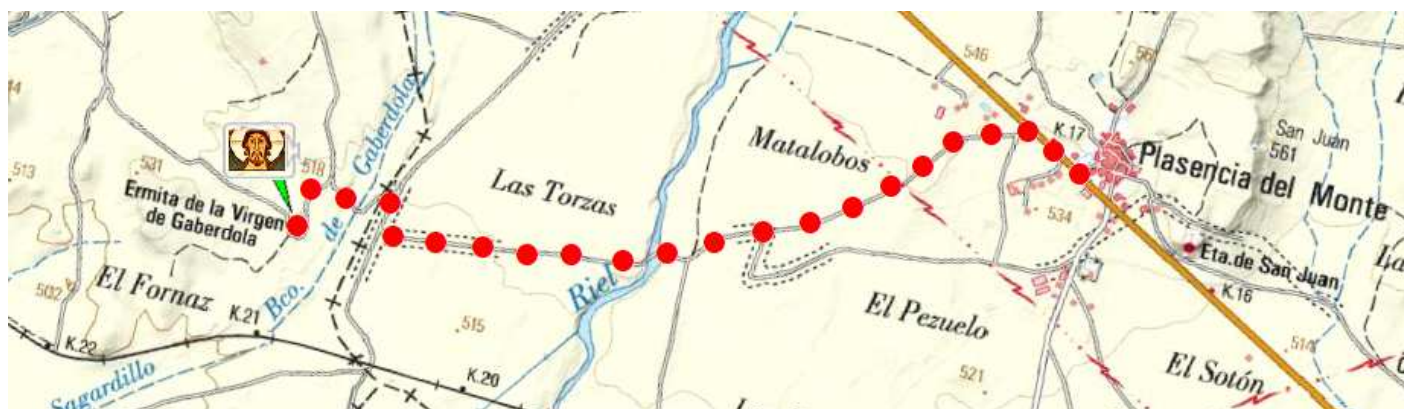 546
561
K.17
San Juan
561
Plasencia del Monte
Matalobos
Gaberdola
531
518
513
Las Torzas
Ermita de la Virgen
de Gaberdola
de
534
Eta. de San Juan
Bco.
El Fornaz
Riel
502
K.21
K.16
El Pezuelo
515
K.22
514
K.20
521
El Sotón
Sagardillo